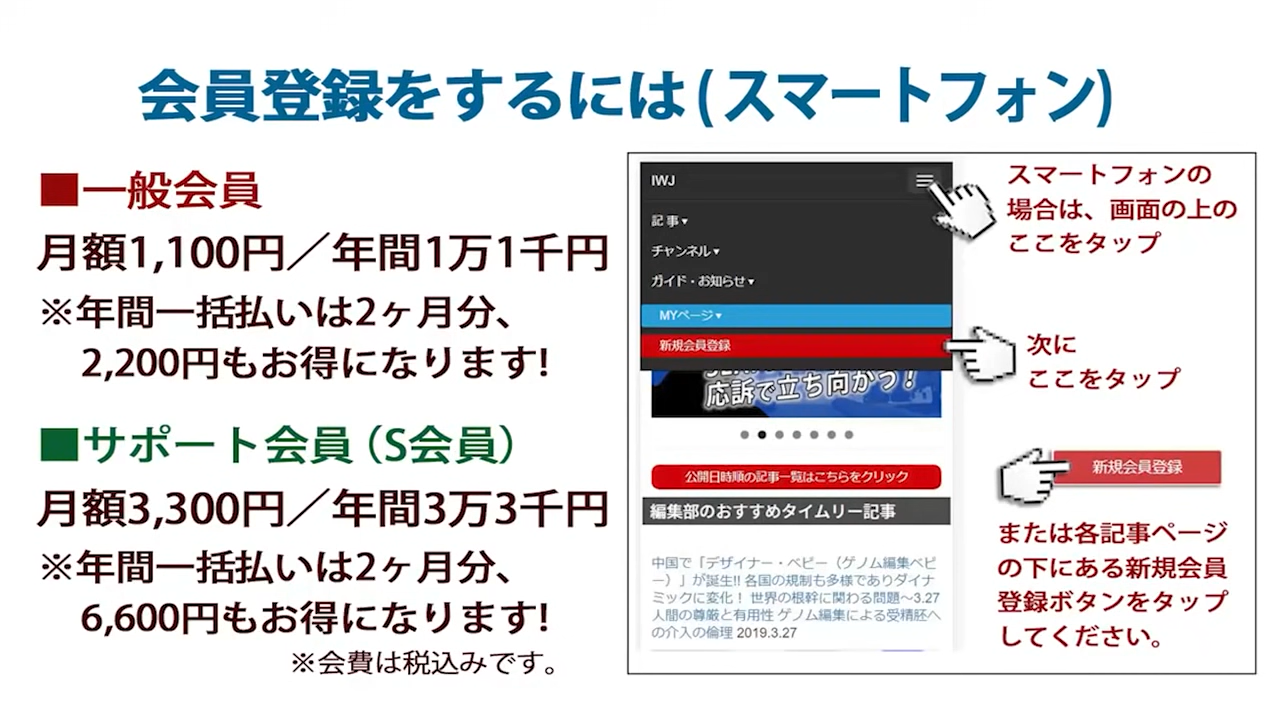 会員登録をするには(スマートフォン)
■一般会員
月額1,100円／年間1万1千円
※年間一括払いは2ヶ月分、
2,200円もお得になります!
■サポート会員（S会員）
月額3,300円／年間3万3千円
※年間一括払いは2ヶ月分、
6,600円もお得になります!
※会費は税込みです。
IWJ
記事▾
チャンネル▾
ガイド・お知らせ▾
MYページ▾
新規会員登録
応訴で立ち向かう！
公開日時順の記事一覧はこちらをクリック
編集部のおすすめタイムリー記事
中国で「デザイナー・ベビー（ゲノム編集ベビ
ー）」が誕生!! 各国の規制も多様でありダイナ
ミックに変化！ 世界の根幹に関わる問題～3.27
人間の尊厳と有用性 ゲノム編集による受精胚へ
の介入の倫理 2019.3.27
スマートフォンの
場合は、画面の上の
ここをタップ
次に
ここをタップ
新規会員登録
または各記事ページ
の下にある新規会員
登録ボタンをタップ
してください。